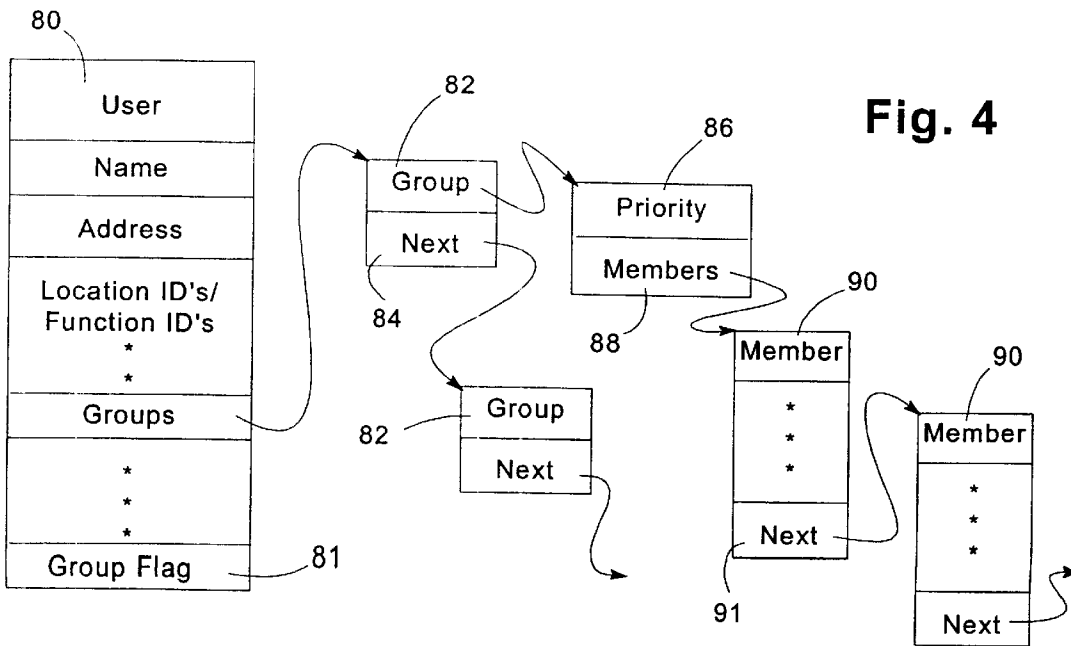 80
User
Name
Address
Location ID's/
Function ID's
*
*
Groups
*
*
*
Group Flag
81
82
Group
Next
84
82
Group
Next
Fig. 4
86
Priority
Members
88
90
Member
*
*
*
Next
91
90
Member
*
*
*
Next